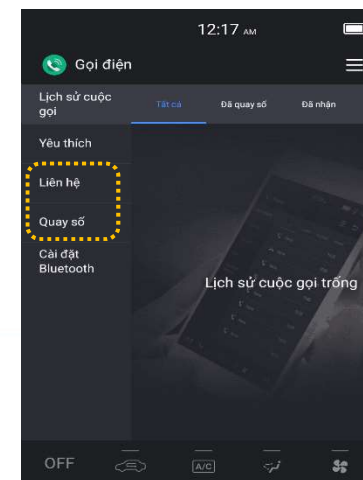 12:17 AM
Gọi điện
Lịch sử cuộc
gọi
Tất cả
Đã quay số
Đã nhận
Yêu thích
Liên hệ
Quay số
Cài đặt
Bluetooth
Lịch sử cuộc gọi trống
OFF
A/C